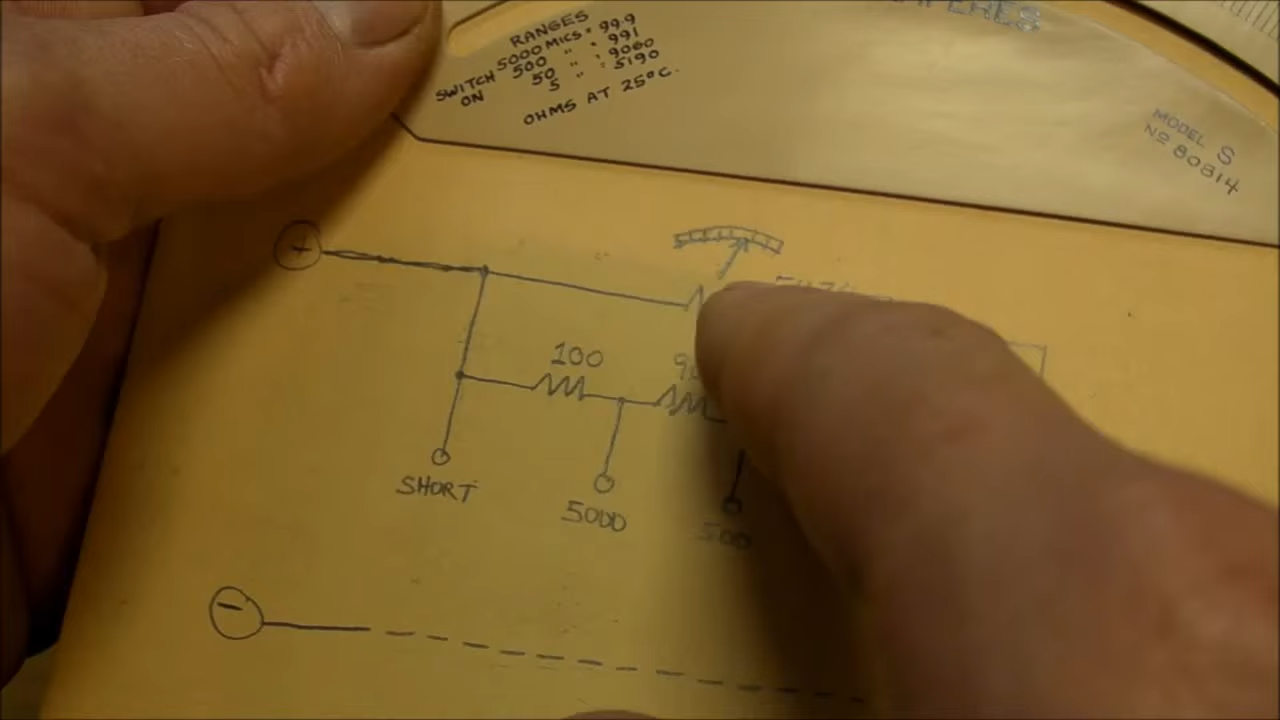 RANGES
SWITCH 5000 MICS = 99.9
ON 500 " " 991
50 " " 9060
5 " " 5190
OHMS AT 25°C.
MODEL S
No 80814
+
100
SHORT
5000
500
-